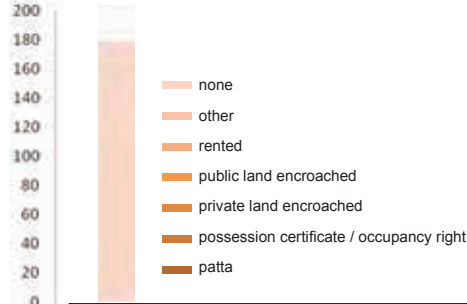 200
180
160
140
120
100
80
60
40
20
0
none
other
rented
public land encroached
private land encroached
possession certificate / occupancy right
patta